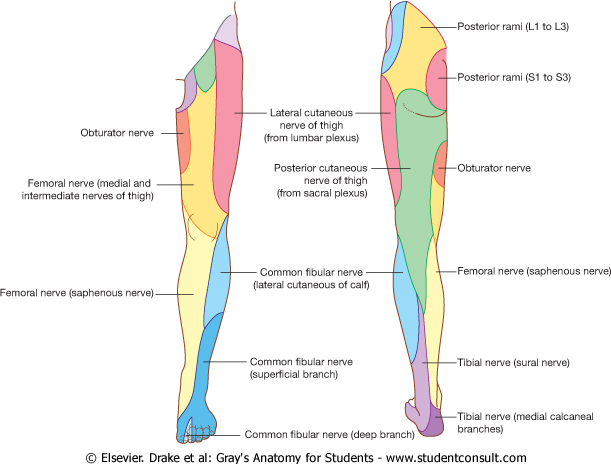 Posterior rami (L1 to L3)
Posterior rami (S1 to S3)
Lateral cutaneous
nerve of thigh
(from lumbar plexus)
Obturator nerve
Posterior cutaneous
nerve of thigh
(from sacral plexus)
Obturator nerve
Femoral nerve (medial and
intermediate nerves of thigh)
Common fibular nerve
(lateral cutaneous of calf)
Femoral nerve (saphenous nerve)
Femoral nerve (saphenous nerve)
Common fibular nerve
(superficial branch)
Tibial nerve (sural nerve)
Tibial nerve (medial calcaneal
branches)
Common fibular nerve (deep branch)
© Elsevier. Drake et al: Gray's Anatomy for Students - www.studentconsult.com